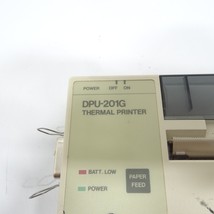 POWER OFF ON
DPU-201G
THERMAL PRINTER
BATT. LOW
POWER
PAPER
FEED